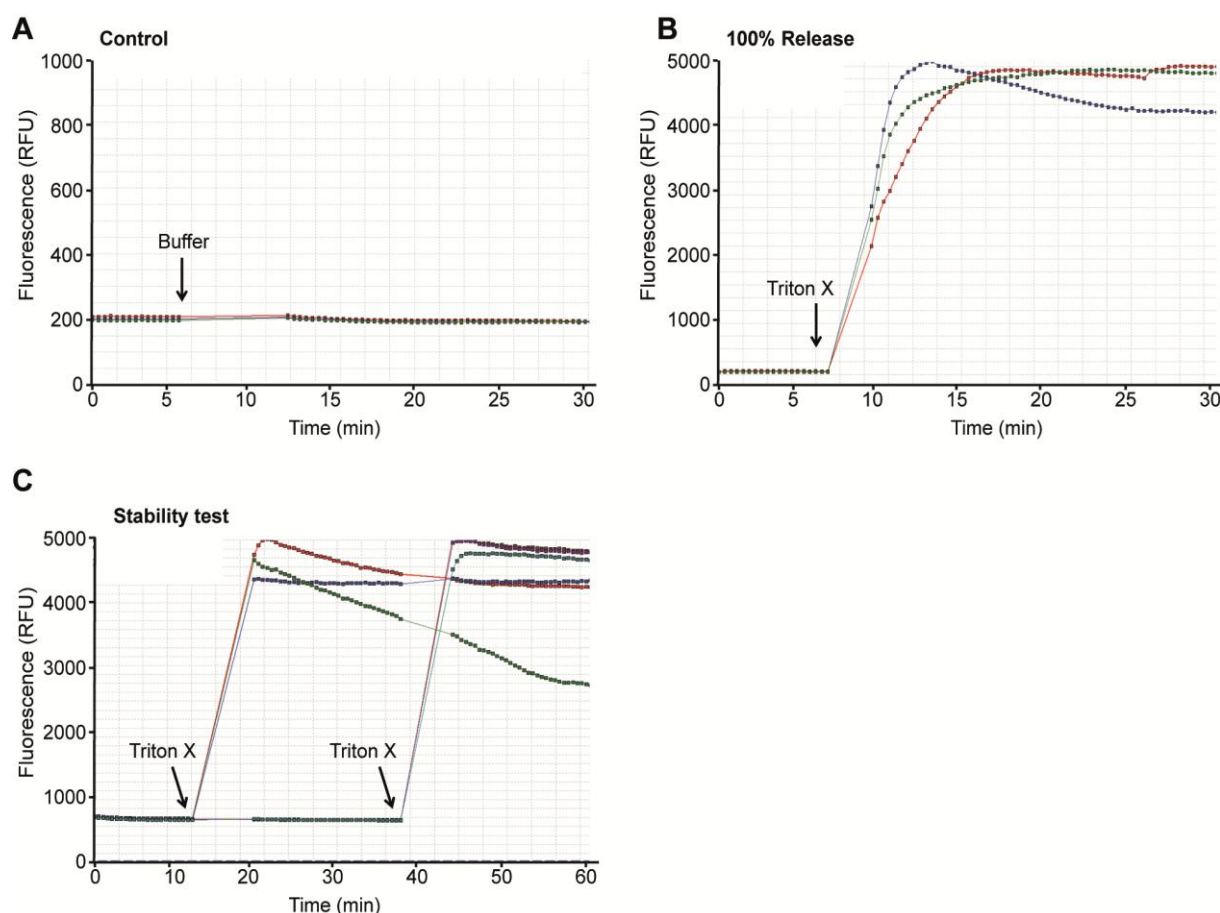 A
Control
1000
800
600
400
200
0
Fluorescence (RFU)
Buffer
0 5 10 15 20 25 30
Time (min)
B
100% Release
5000
4000
3000
2000
1000
0
Fluorescence (RFU)
Triton X
0 5 10 15 20 25 30
Time (min)
C
Stability test
5000
4000
3000
2000
1000
0
Fluorescence (RFU)
Triton X Triton X
0 10 20 30 40 50 60
Time (min)